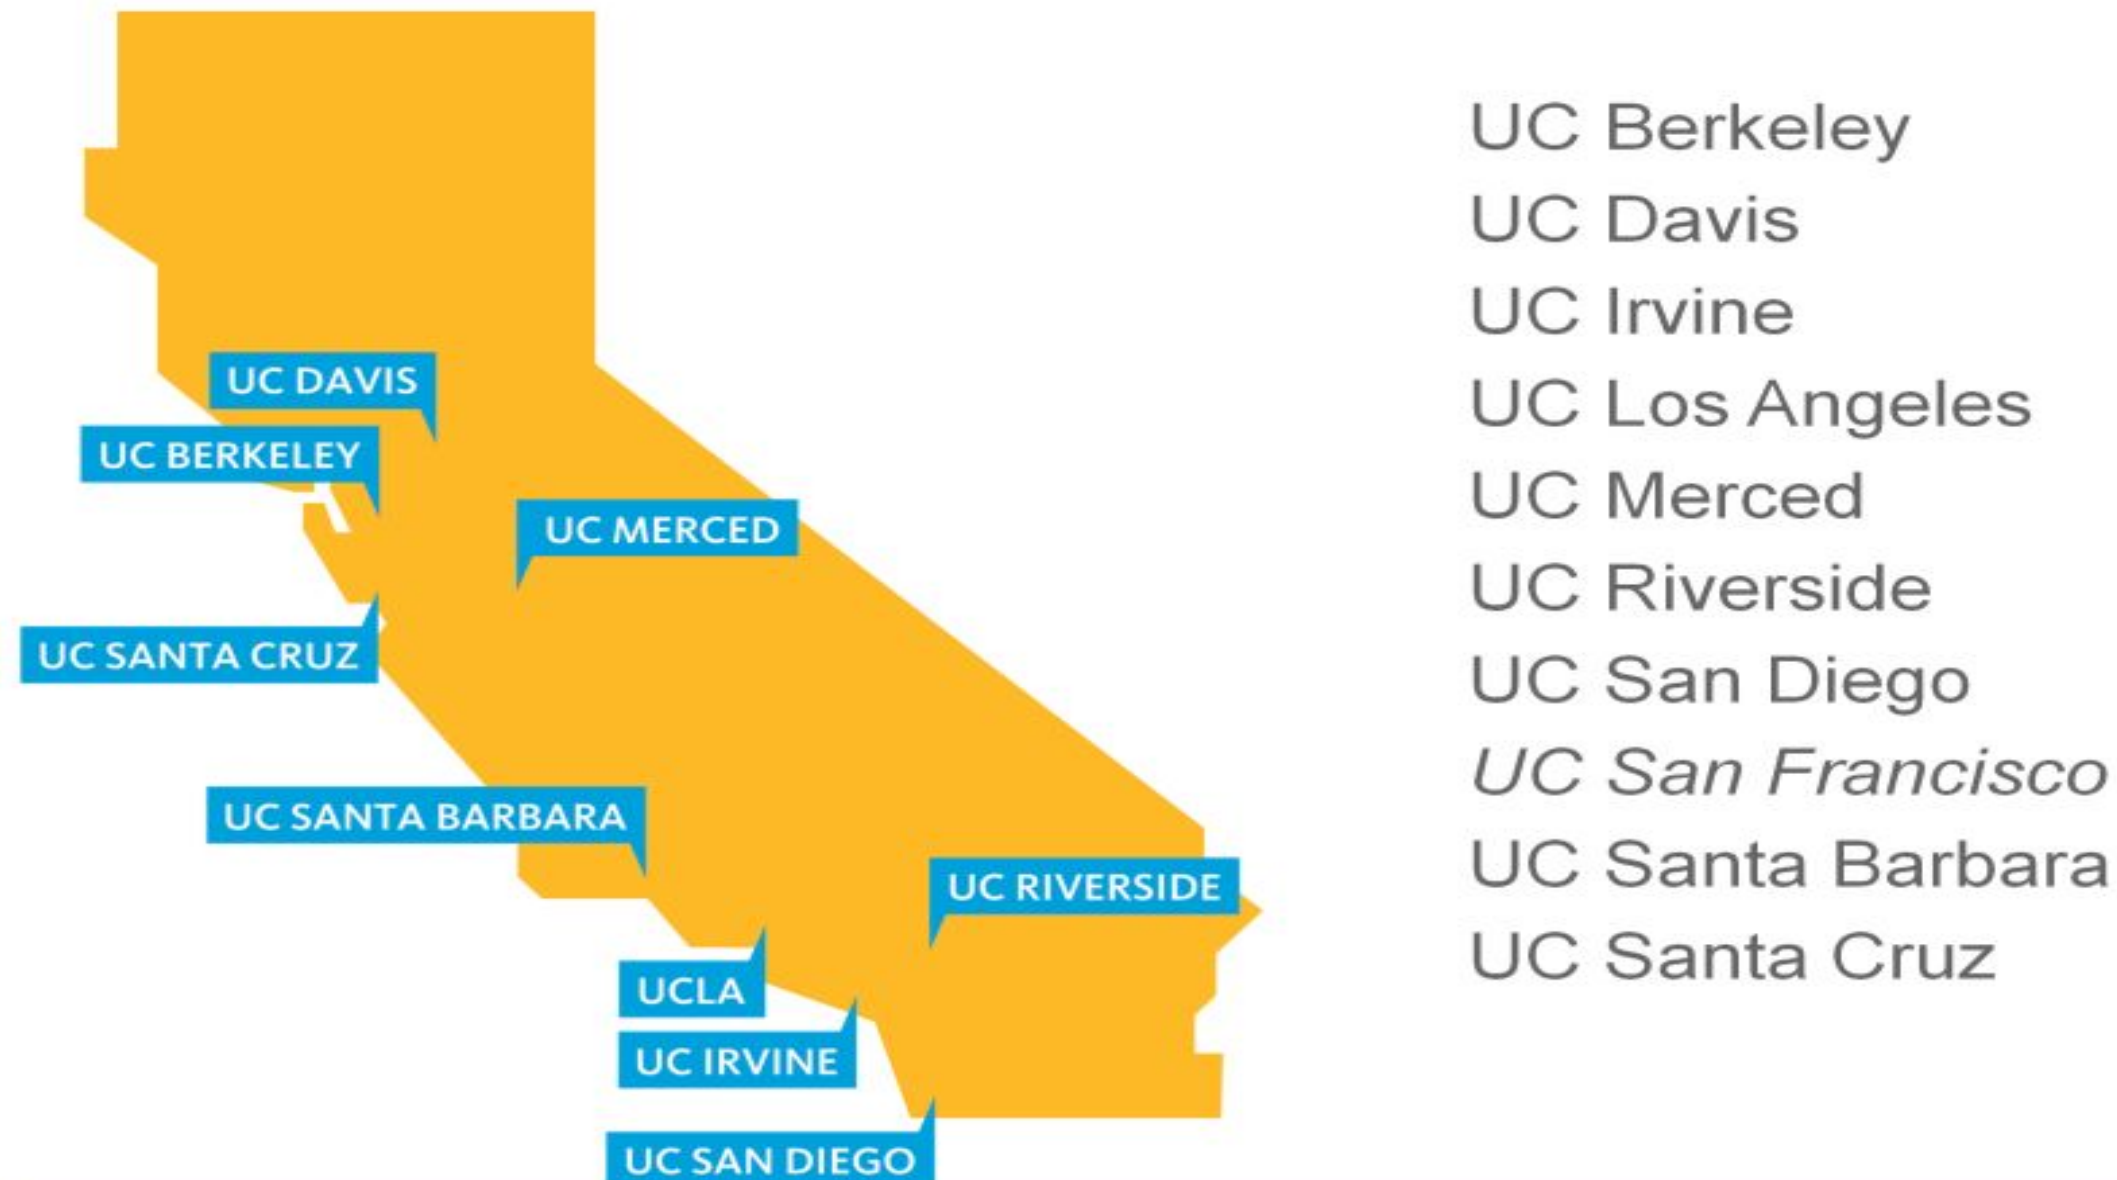 UC DAVIS
UC BERKELEY
UC MERCED
UC SANTA CRUZ
UC SANTA BARBARA
UC RIVERSIDE
UCLA
UC IRVINE
UC SAN DIEGO
UC Berkeley
UC Davis
UC Irvine
UC Los Angeles
UC Merced
UC Riverside
UC San Diego
UC San Francisco
UC Santa Barbara
UC Santa Cruz